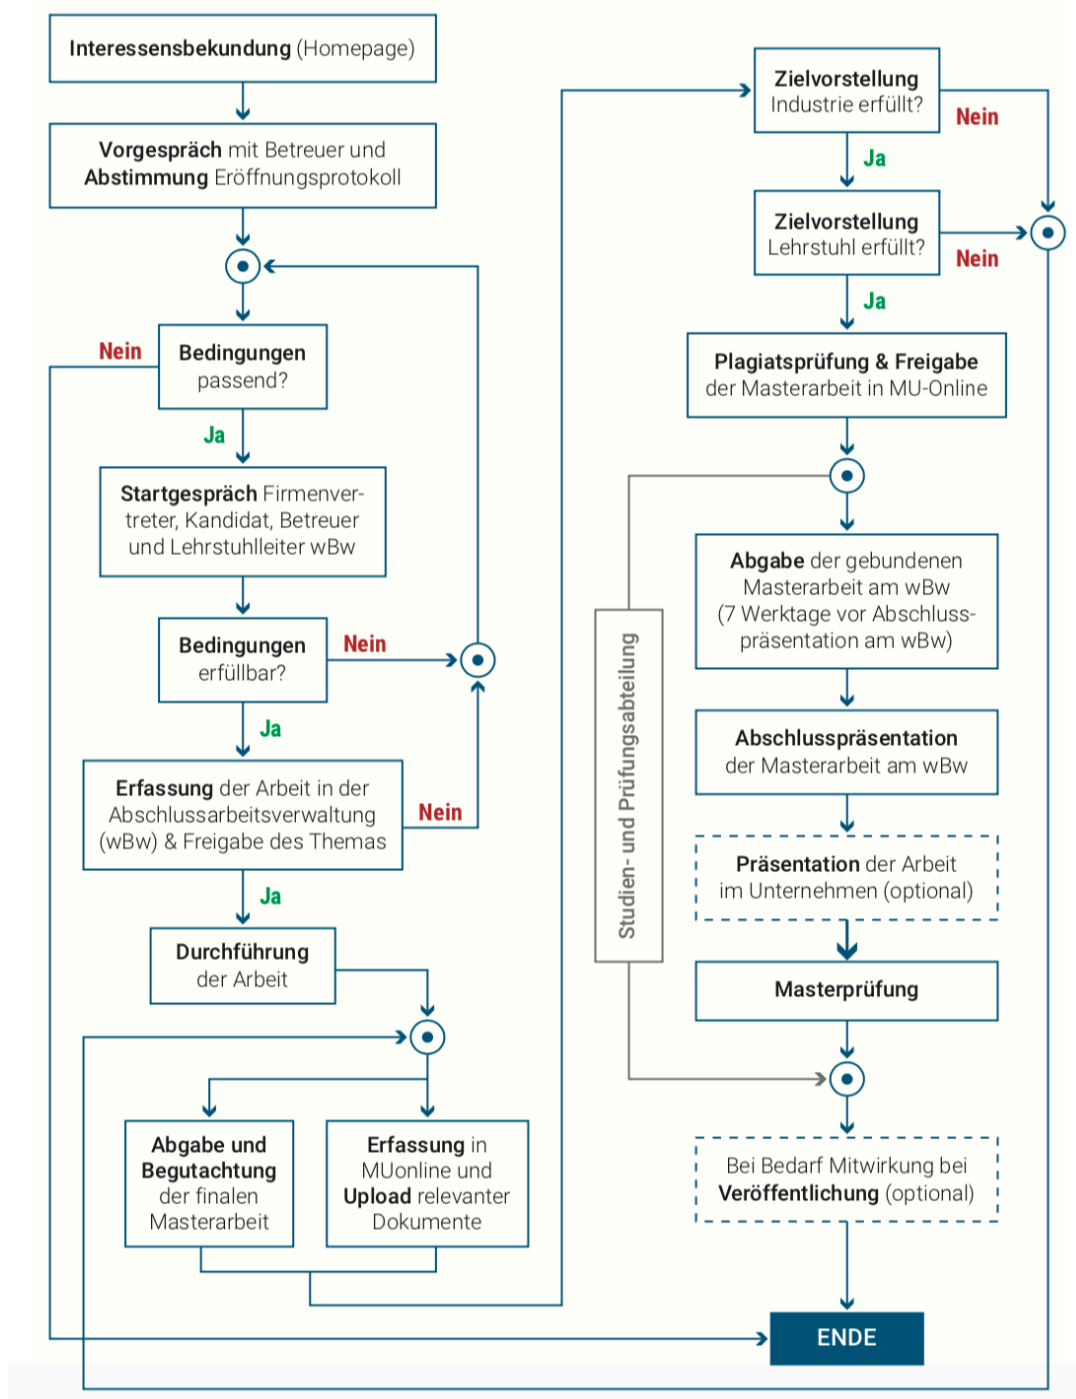 Interessensbekundung (Homepage)
Vorgespräch mit Betreuer und
Abstimmung Eröffnungsprotokoll
Nein
Bedingungen
passend?
Ja
Startgespräch Firmenver-
treter, Kandidat, Betreuer
und Lehrstuhlleiter wBw
Bedingungen
erfüllbar?
Nein
Ja
Erfassung der Arbeit in der
Abschlussarbeitsverwaltung
(wBw) & Freigabe des Themas
Nein
Ja
Durchführung
der Arbeit
Abgabe und
Begutachtung
der finalen
Masterarbeit
Erfassung in
MUonline und
Upload relevanter
Dokumente
Zielvorstellung
Industrie erfüllt?
Nein
Ja
Zielvorstellung
Lehrstuhl erfüllt?
Nein
Ja
Plagiatsprüfung & Freigabe
der Masterarbeit in MU-Online
Studien- und Prüfungsabteilung
Abgabe der gebundenen
Masterarbeit am wBw
(7 Werktage vor Abschluss-
präsentation am wBw)
Abschlusspräsentation
der Masterarbeit am wBw
Präsentation der Arbeit
im Unternehmen (optional)
Masterprüfung
Bei Bedarf Mitwirkung bei
Veröffentlichung (optional)
ENDE